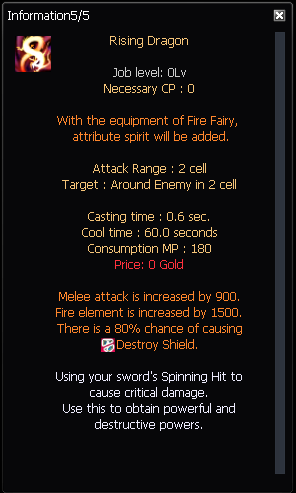 Information5/5
Rising Dragon
Job level: 0Lv
Necessary CP : 0
With the equipment of Fire Fairy,
attribute spirit will be added.
Attack Range : 2 cell
Target : Around Enemy in 2 cell
Casting time : 0.6 sec.
Cool time : 60.0 seconds
Consumption MP : 180
Price: 0 Gold
Melee attack is increased by 900.
Fire element is increased by 1500.
There is a 80% chance of causing
Destroy Shield.
Using your sword's Spinning Hit to
cause critical damage.
Use this to obtain powerful and
destructive powers.